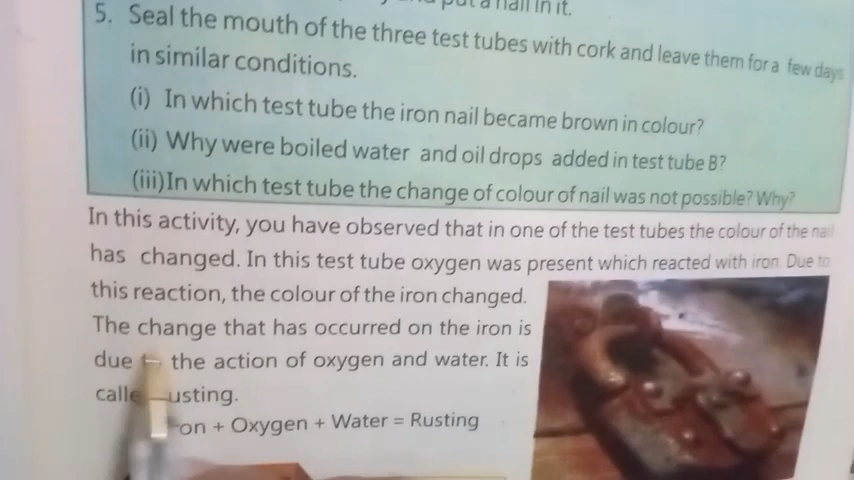 put a nail in it.
5. Seal the mouth of the three test tubes with cork and leave them for a few days
in similar conditions.
(i) In which test tube the iron nail became brown in colour?
(ii) Why were boiled water and oil drops added in test tube B?
(iii)In which test tube the change of colour of nail was not possible? Why?
In this activity, you have observed that in one of the test tubes the colour of the nail
has changed. In this test tube oxygen was present which reacted with iron. Due to
this reaction, the colour of the iron changed.
The change that has occurred on the iron is
due the action of oxygen and water. It is
calle usting.
on + Oxygen + Water = Rusting